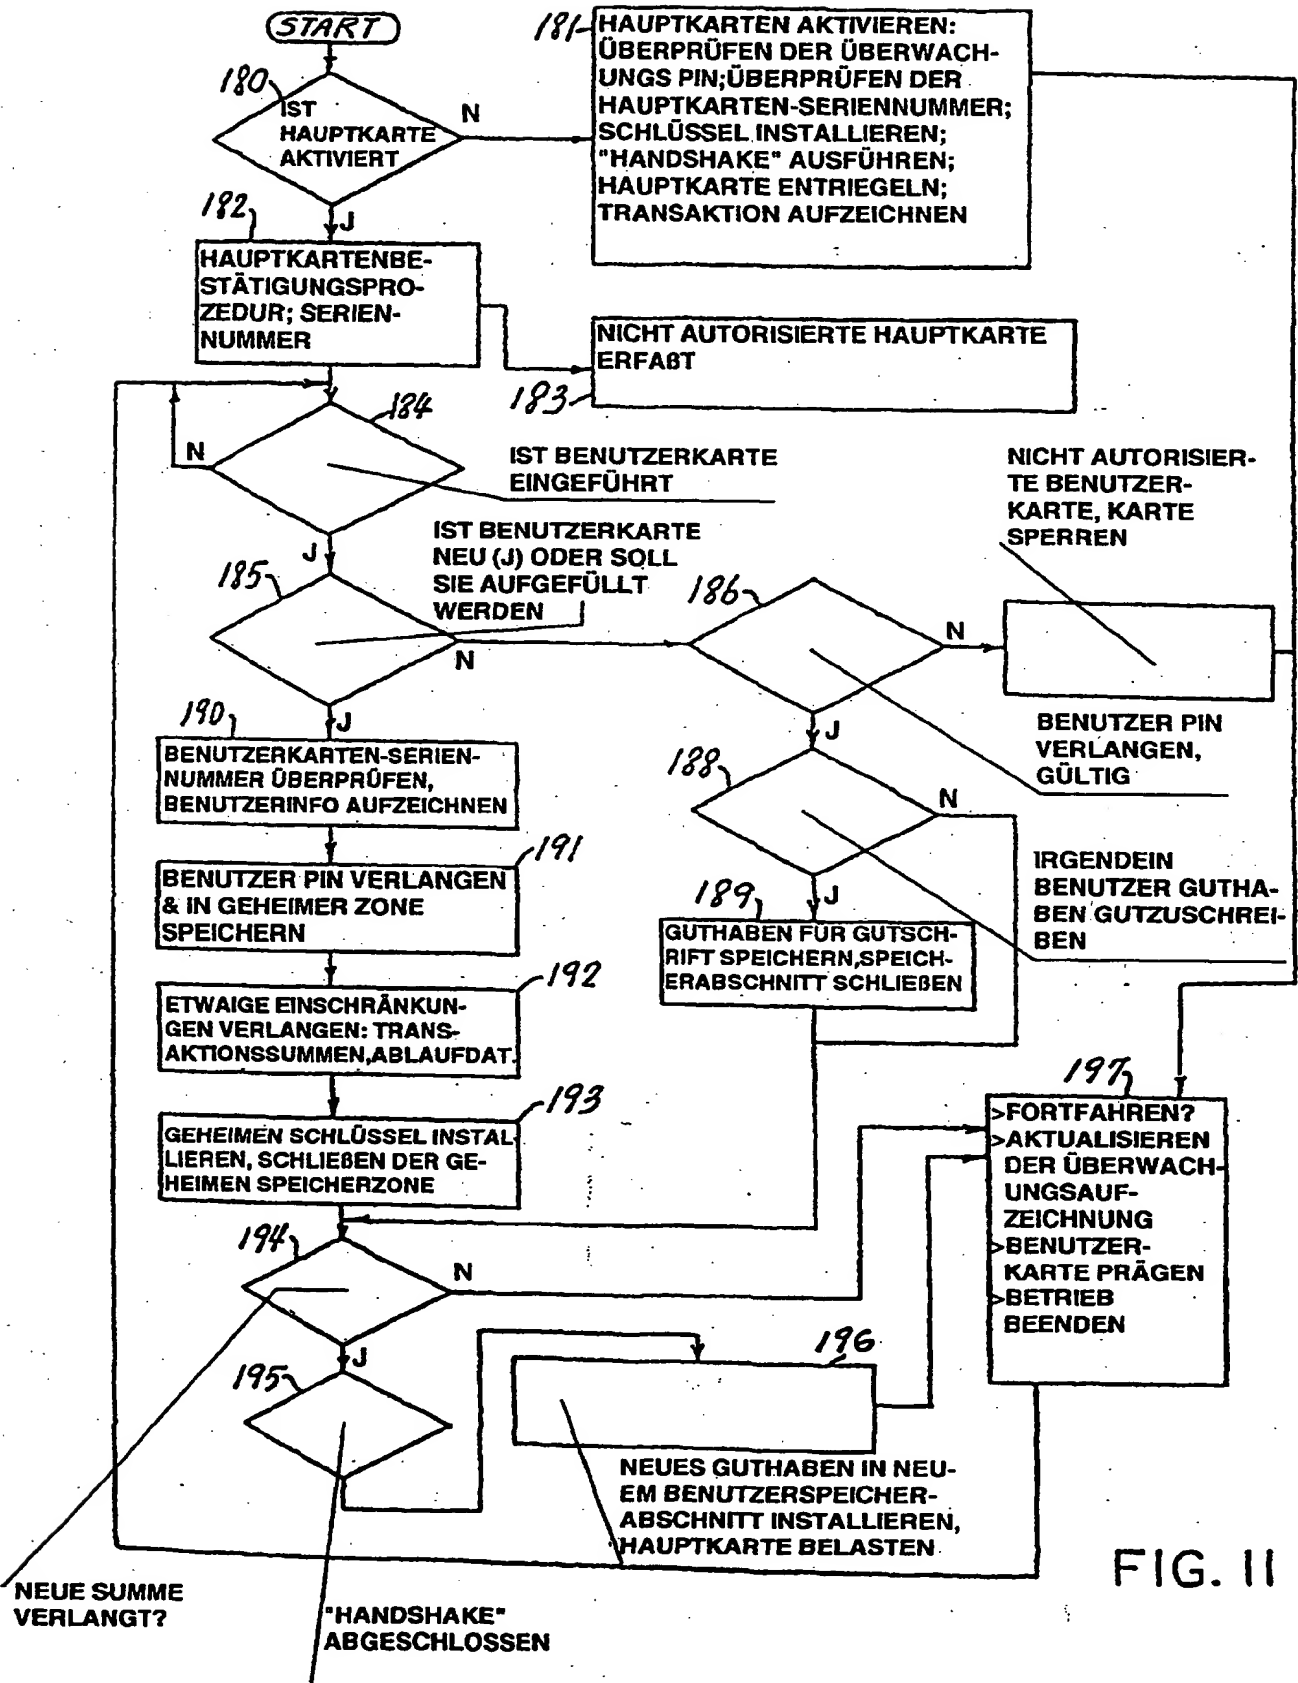 START
181
HAUPTKARTEN AKTIVIEREN:
ÜBERPRÜFEN DER ÜBERWACH-
UNGS PIN;ÜBERPRÜFEN DER
HAUPTKARTEN-SERIENNUMMER;
SCHLÜSSEL INSTALLIEREN;
"HANDSHAKE" AUSFÜHREN;
HAUPTKARTE ENTRIEGELN;
TRANSAKTION AUFZEICHNEN
180
IST
HAUPTKARTE
AKTIVIERT
N
J
182
HAUPTKARTENBE-
STÄTIGUNGSPRO-
ZEDUR; SERIEN-
NUMMER
NICHT AUTORISIERTE HAUPTKARTE
ERFAßT
183
184
N
IST BENUTZERKARTE
EINGEFÜHRT
NICHT AUTORISIER-
TE BENUTZER-
KARTE, KARTE
SPERREN
J
IST BENUTZERKARTE
NEU (J) ODER SOLL
SIE AUFGEFÜLLT
WERDEN
185
N
186
N
J
J
BENUTZER PIN
VERLANGEN,
GÜLTIG
190
BENUTZERKARTEN-SERIEN-
NUMMER ÜBERPRÜFEN,
BENUTZERINFO AUFZEICHNEN
188
N
J
IRGENDEIN
BENUTZER GUTHA-
BEN GUTZUSCHREI-
BEN
191
BENUTZER PIN VERLANGEN
& IN GEHEIMER ZONE
SPEICHERN
189
GUTHABEN FÜR GUTSCH-
RIFT SPEICHERN,SPEICH-
ERABSCHNITT SCHLIEßEN
192
ETWAIGE EINSCHRÄNKUN-
GEN VERLANGEN: TRANS-
AKTIONSSUMMEN,ABLAUFDAT.
193
GEHEIMEN SCHLÜSSEL INSTAL-
LIEREN, SCHLIEßEN DER GE-
HEIMEN SPEICHERZONE
197
>FORTFAHREN?
>AKTUALISIEREN
DER ÜBERWACH-
UNGSAUF-
ZEICHNUNG
>BENUTZER-
KARTE PRÄGEN
>BETRIEB
BEENDEN
194
N
J
195
196
NEUES GUTHABEN IN NEU-
EM BENUTZERSPEICHER-
ABSCHNITT INSTALLIEREN,
HAUPTKARTE BELASTEN
NEUE SUMME
VERLANGT?
"HANDSHAKE"
ABGESCHLOSSEN
FIG. 11